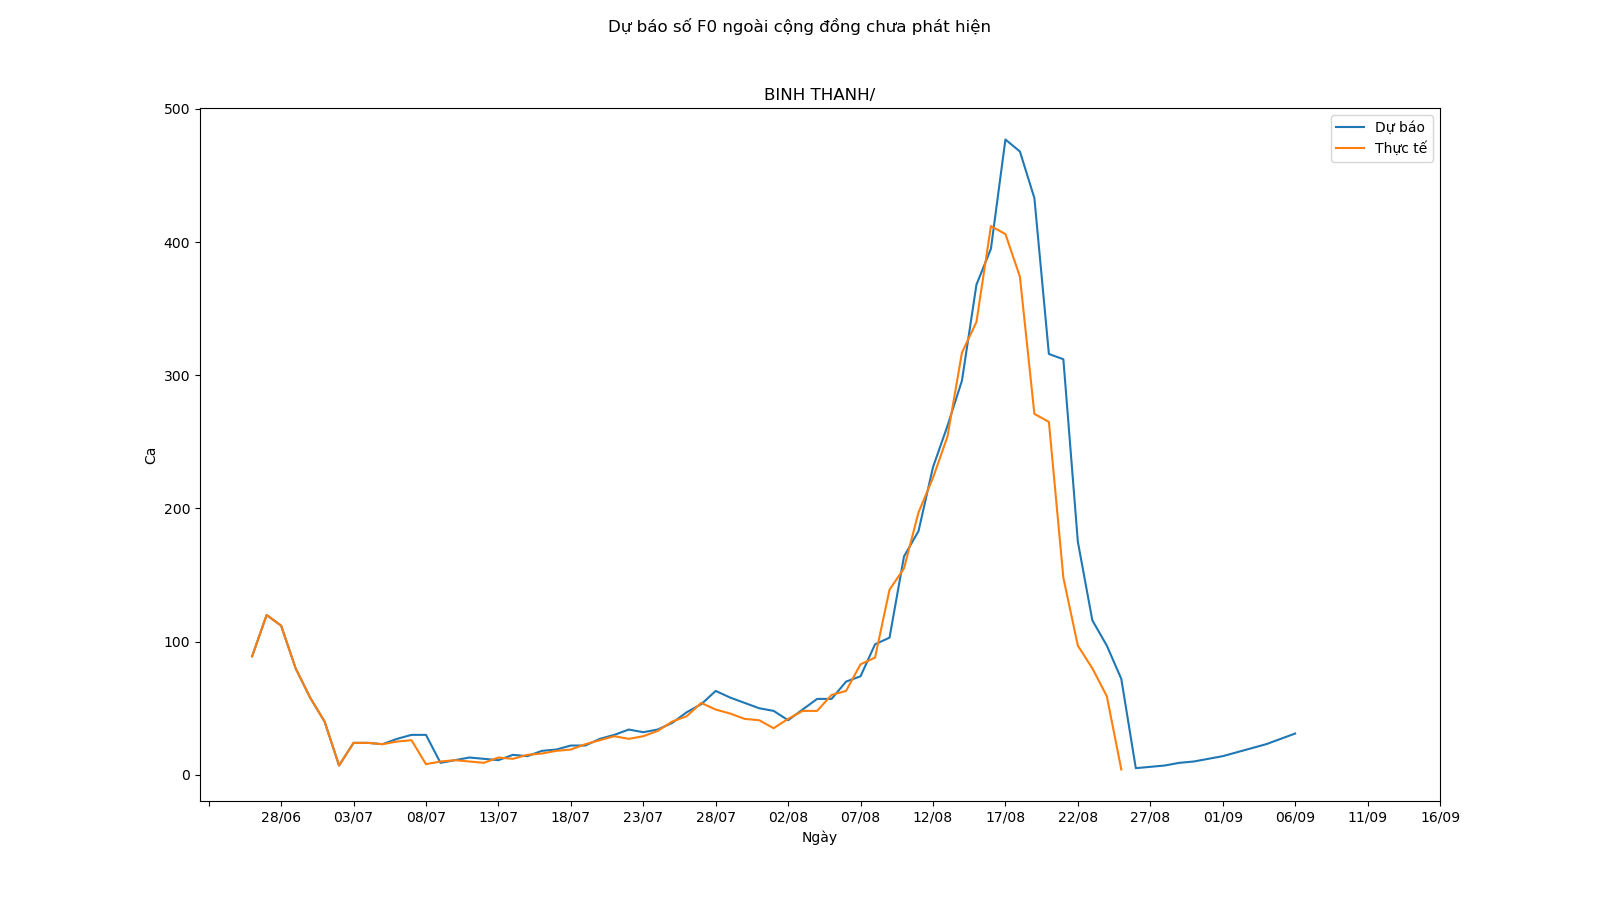 Dự báo số F0 ngoài cộng đồng chưa phát hiện
BINH THANH/
500
400
300
200
100
0
Ca
Dự báo
Thực tế
28/06 03/07 08/07 13/07 18/07 23/07 28/07 02/08 07/08 12/08 17/08 22/08 27/08 01/09 06/09 11/09 16/09
Ngày